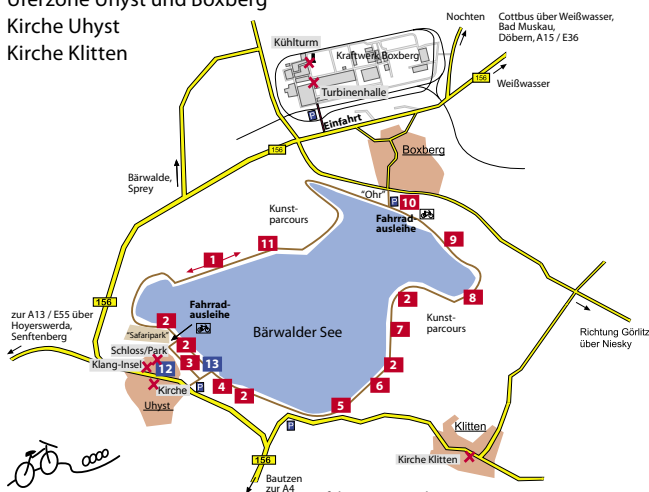 Uferzone Uhyst und Boxberg
Kirche Uhyst
Kirche Klitten
Nochten
Cottbus über Weißwasser,
Bad Muskau,
Döbern, A15 / E36
Kühlturm
Kraftwerk Boxberg
Turbinenhalle
156
Weißwasser
P
Einfahrt
156
Boxberg
Bärwalde,
Sprey
"Ohr"
P
10
Kunst-
parcours
Fahrrad-
ausleihe
11
9
1
156
2
8
zur A13 / E55 über
Hoyerswerda,
Senftenberg
Fahrrad-
ausleihe
2
Kunst-
parcours
"Safaripark"
Bärwalder See
7
Richtung Görlitz
über Niesky
2
Schloss/Park
Klang-Insel
12
3
13
2
Kirche
P
4
2
6
Uhyst
5
P
Klitten
156
Kirche Klitten
Bautzen
zur A4